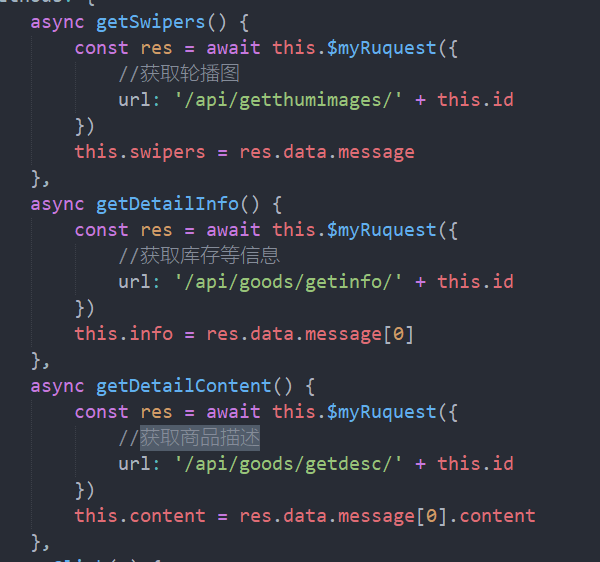 async getSwipers() {
const res = await this.$myRuquest({
//获取轮播图
url: '/api/getthumimages/' + this.id
})
this.swipers = res.data.message
},
async getDetailInfo() {
const res = await this.$myRuquest({
//获取库存等信息
url: '/api/goods/getinfo/' + this.id
})
this.info = res.data.message[0]
},
async getDetailContent() {
const res = await this.$myRuquest({
//获取商品描述
url: '/api/goods/getdesc/' + this.id
})
this.content = res.data.message[0].content
},